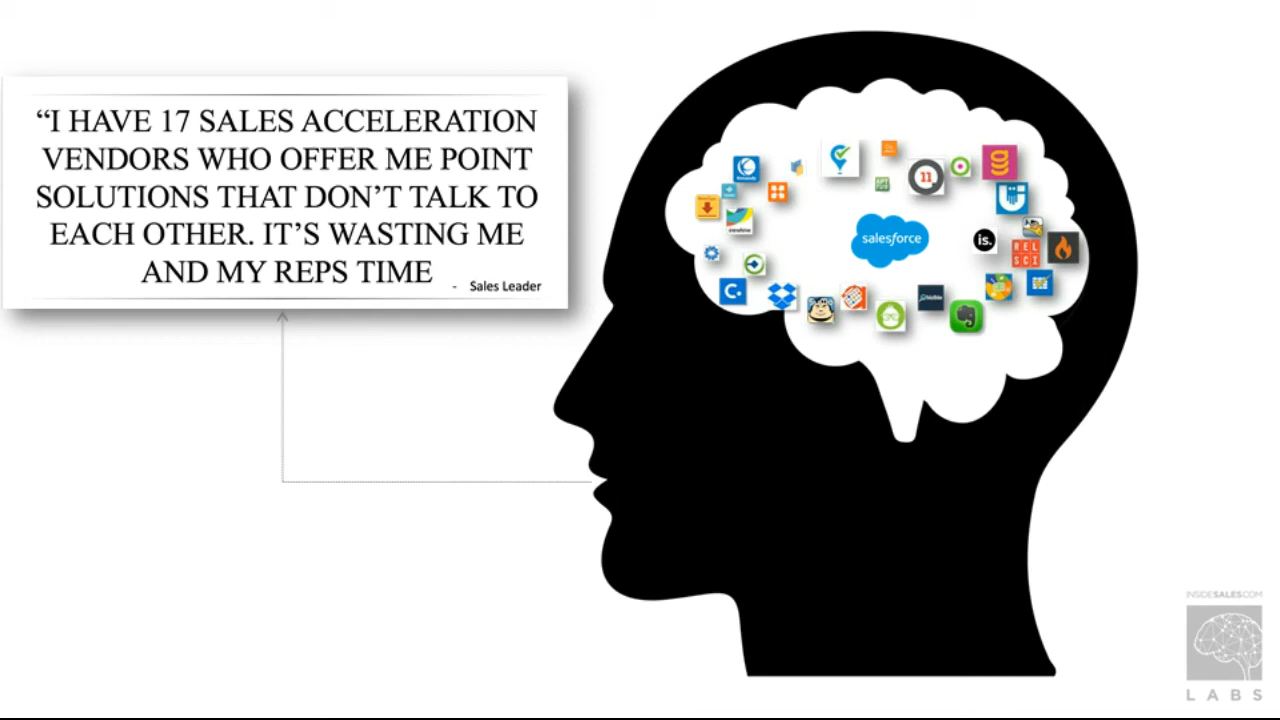 “I HAVE 17 SALES ACCELERATION
VENDORS WHO OFFER ME POINT
SOLUTIONS THAT DON’T TALK TO
EACH OTHER. IT’S WASTING ME
AND MY REPS TIME
- Sales Leader
11
salesforce
is.
REL
SCI
INSIDESALES.COM
LABS